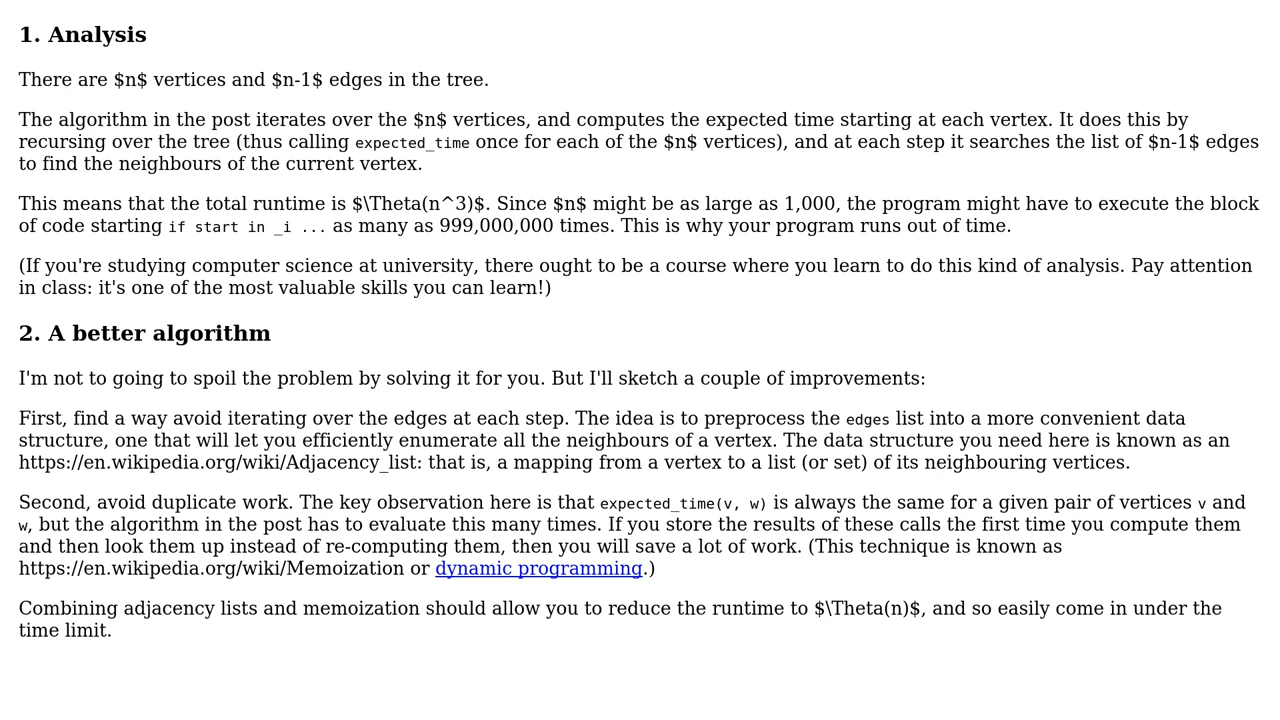 1. Analysis
There are $n$ vertices and $n-1$ edges in the tree.
The algorithm in the post iterates over the $n$ vertices, and computes the expected time starting at each vertex. It does this by
recursing over the tree (thus calling expected_time once for each of the $n$ vertices), and at each step it searches the list of $n-1$ edges
to find the neighbours of the current vertex.
This means that the total runtime is $\Theta(n^3)$. Since $n$ might be as large as 1,000, the program might have to execute the block
of code starting if start in _i ... as many as 999,000,000 times. This is why your program runs out of time.
(If you're studying computer science at university, there ought to be a course where you learn to do this kind of analysis. Pay attention
in class: it's one of the most valuable skills you can learn!)
2. A better algorithm
I'm not to going to spoil the problem by solving it for you. But I'll sketch a couple of improvements:
First, find a way avoid iterating over the edges at each step. The idea is to preprocess the edges list into a more convenient data
structure, one that will let you efficiently enumerate all the neighbours of a vertex. The data structure you need here is known as an
https://en.wikipedia.org/wiki/Adjacency_list: that is, a mapping from a vertex to a list (or set) of its neighbouring vertices.
Second, avoid duplicate work. The key observation here is that expected_time(v, w) is always the same for a given pair of vertices v and
w, but the algorithm in the post has to evaluate this many times. If you store the results of these calls the first time you compute them
and then look them up instead of re-computing them, then you will save a lot of work. (This technique is known as
https://en.wikipedia.org/wiki/Memoization or dynamic programming.)
Combining adjacency lists and memoization should allow you to reduce the runtime to $\Theta(n)$, and so easily come in under the
time limit.